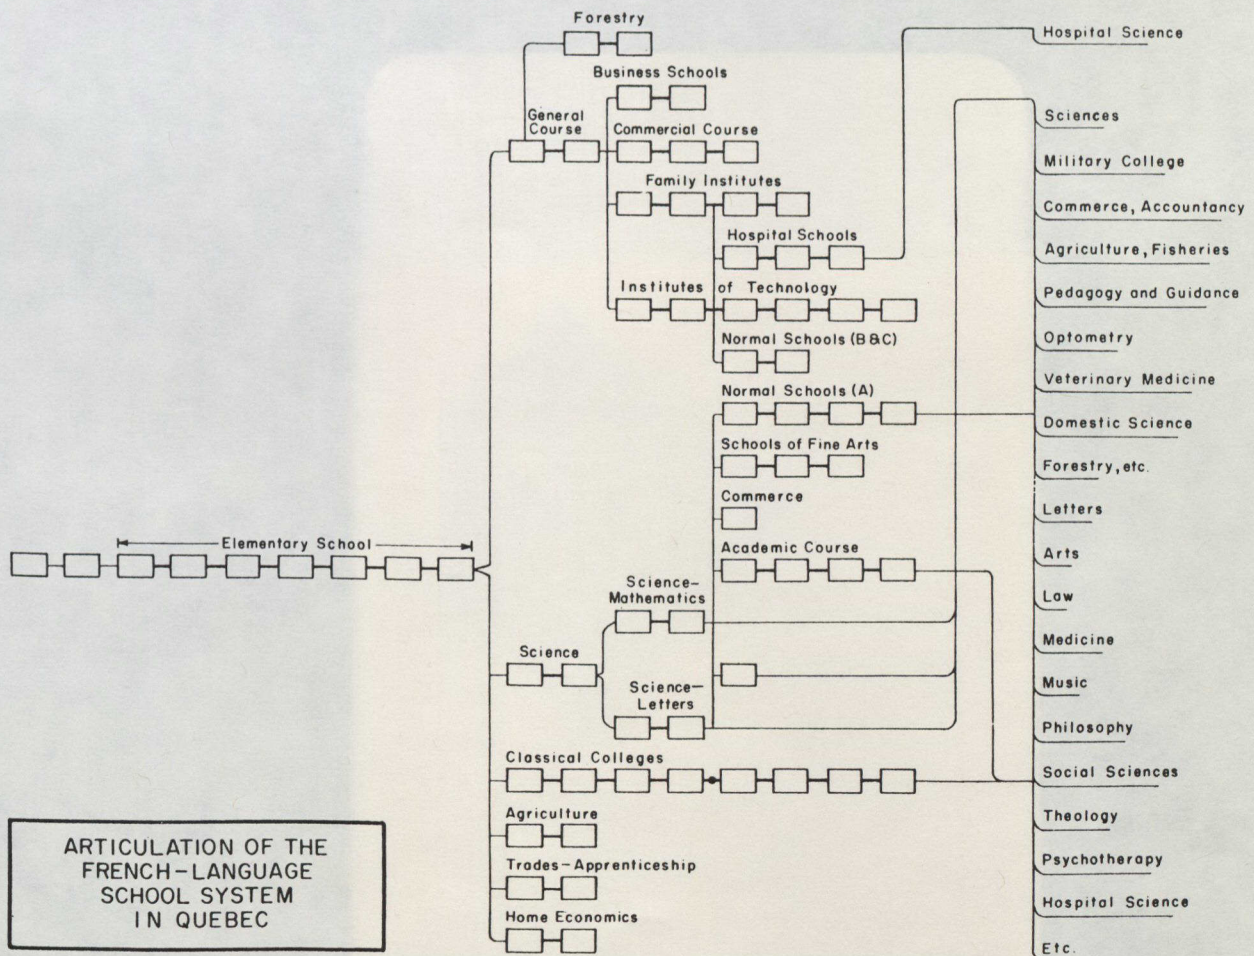 Forestry
Business Schools
General
Course
Commercial Course
Family Institutes
Hospital Schools
Institutes of Technology
Normal Schools (B&C)
Normal Schools (A)
Schools of Fine Arts
Commerce
Academic Course
Elementary School
Science-
Mathematics
Science
Science-
Letters
Classical Colleges
Agriculture
Trades-Apprenticeship
Home Economics
Hospital Science
Sciences
Military College
Commerce, Accountancy
Agriculture, Fisheries
Pedagogy and Guidance
Optometry
Veterinary Medicine
Domestic Science
Forestry, etc.
Letters
Arts
Law
Medicine
Music
Philosophy
Social Sciences
Theology
Psychotherapy
Hospital Science
Etc.
ARTICULATION OF THE
FRENCH-LANGUAGE
SCHOOL SYSTEM
IN QUEBEC